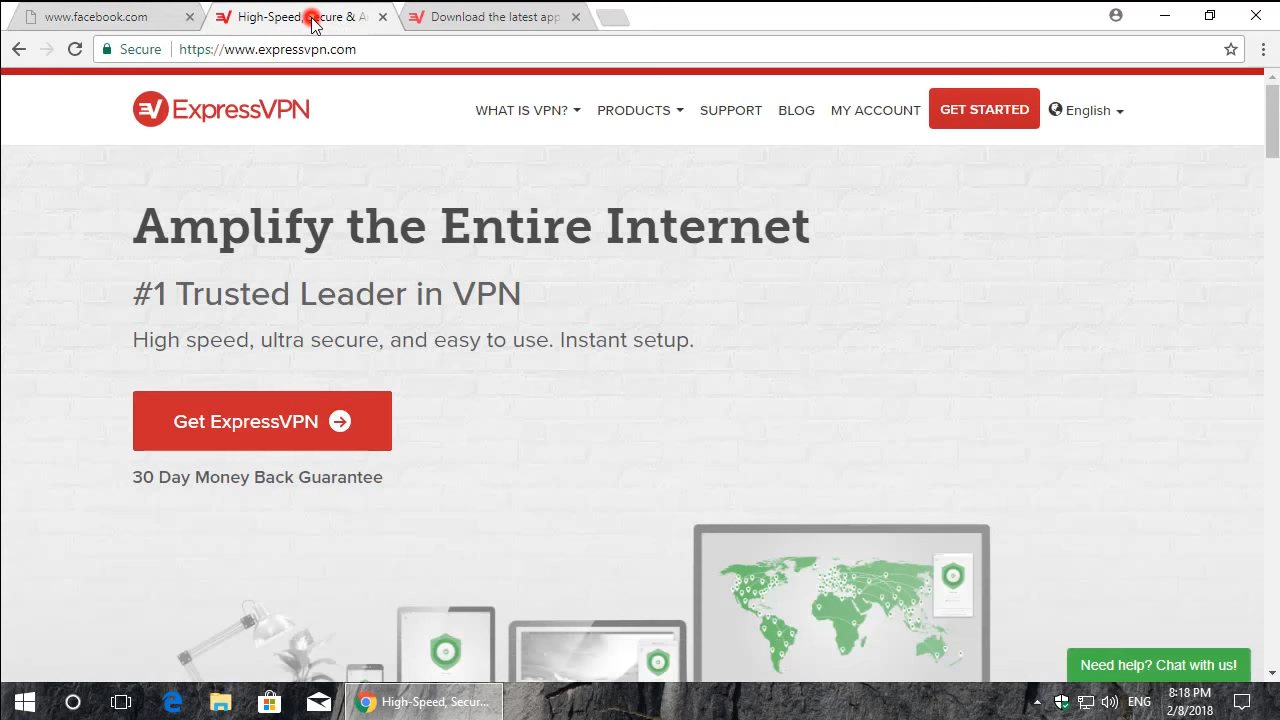 www.facebook.com
High-Speed, Secure & A
Download the latest app
Secure
https://www.expressvpn.com
ExpressVPN
WHAT IS VPN?
PRODUCTS
SUPPORT
BLOG
MY ACCOUNT
GET STARTED
English
Amplify the Entire Internet
#1 Trusted Leader in VPN
High speed, ultra secure, and easy to use. Instant setup.
Get ExpressVPN
30 Day Money Back Guarantee
Need help? Chat with us!
High-Speed, Secur...
ENG
8:18 PM
2/8/2018